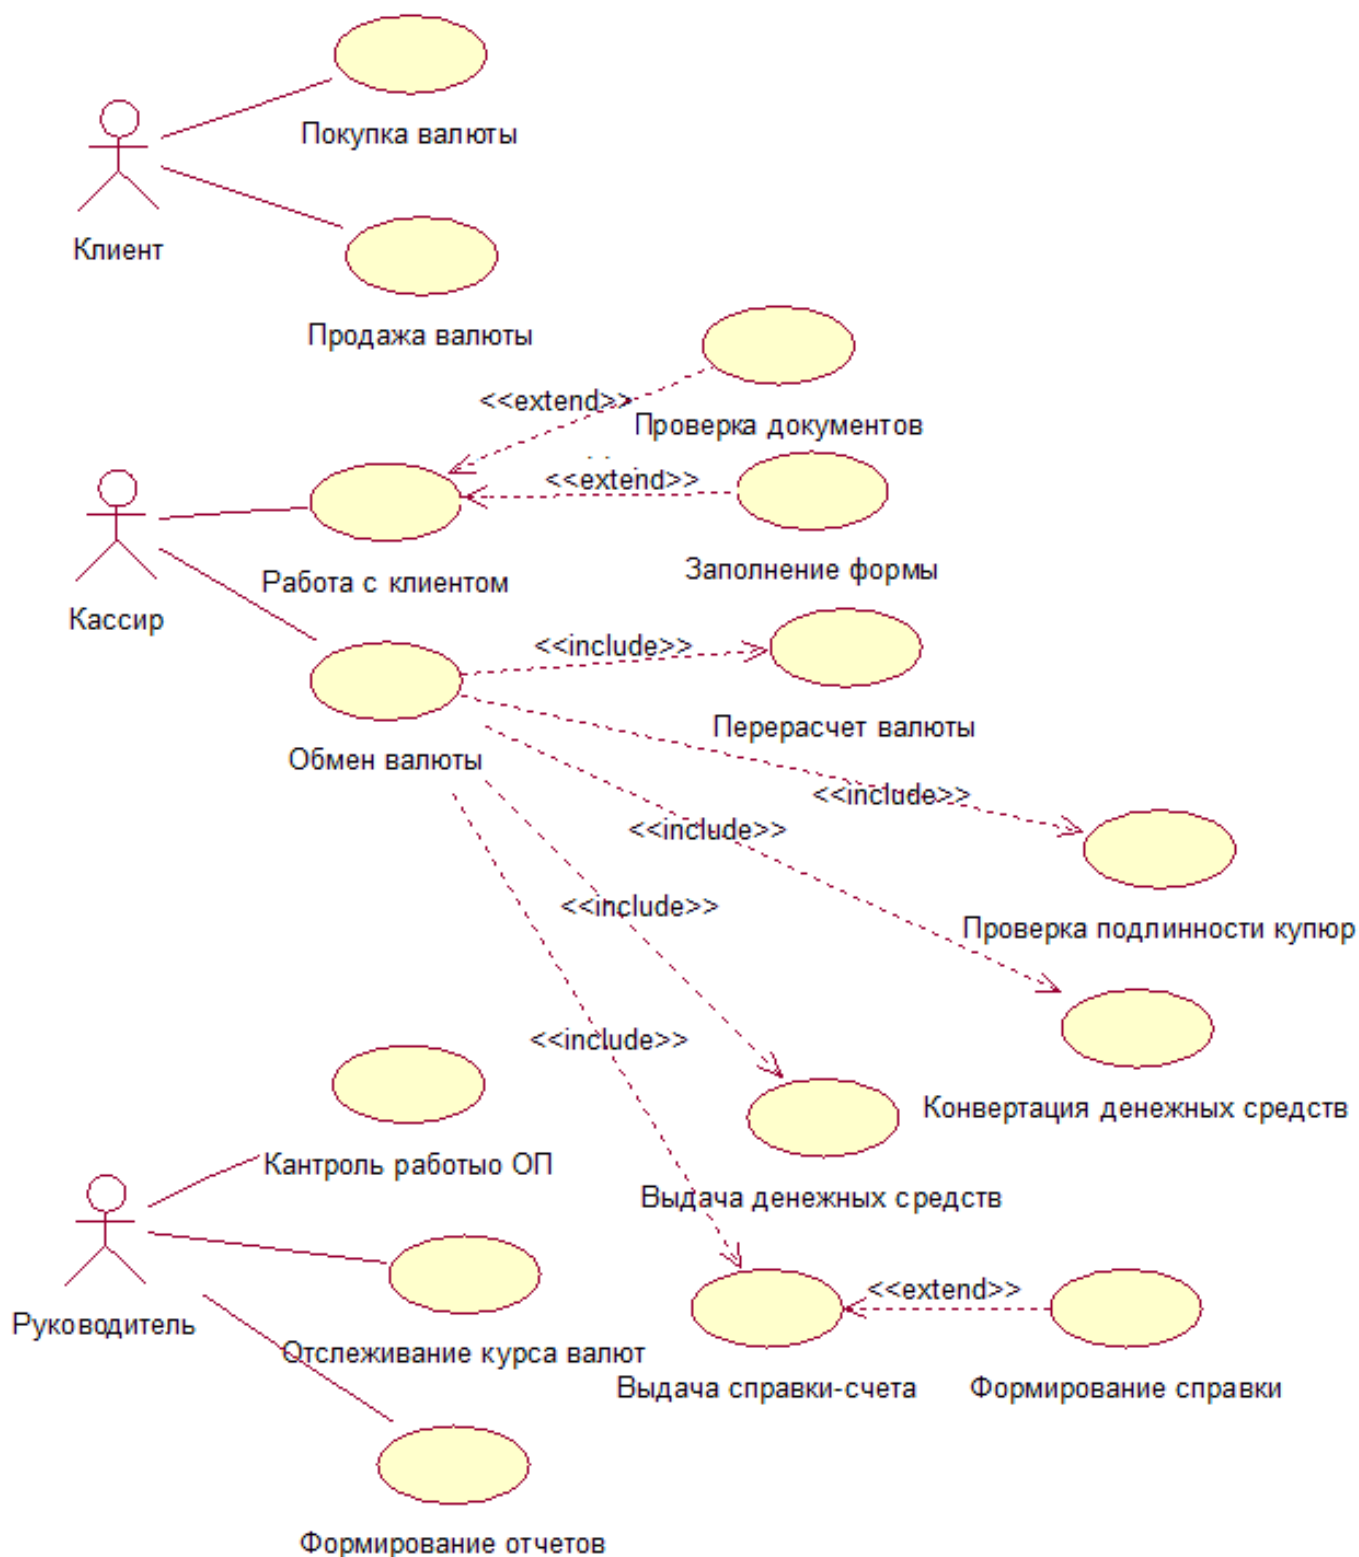 Покупка валюты
Клиент
Продажа валюты
<<extend>>
Проверка документов
<<extend>>
Заполнение формы
Работа с клиентом
Кассир
<<include>>
Перерасчет валюты
Обмен валюты
<<include>>
<<include>>
<<include>>
Проверка подлинности купюр
<<include>>
Конвертация денежных средств
Кантроль работыо ОП
Выдача денежных средств
<<extend>>
Руководитель
Отслеживание курса валют
Выдача справки-счета
Формирование справки
Формирование отчетов